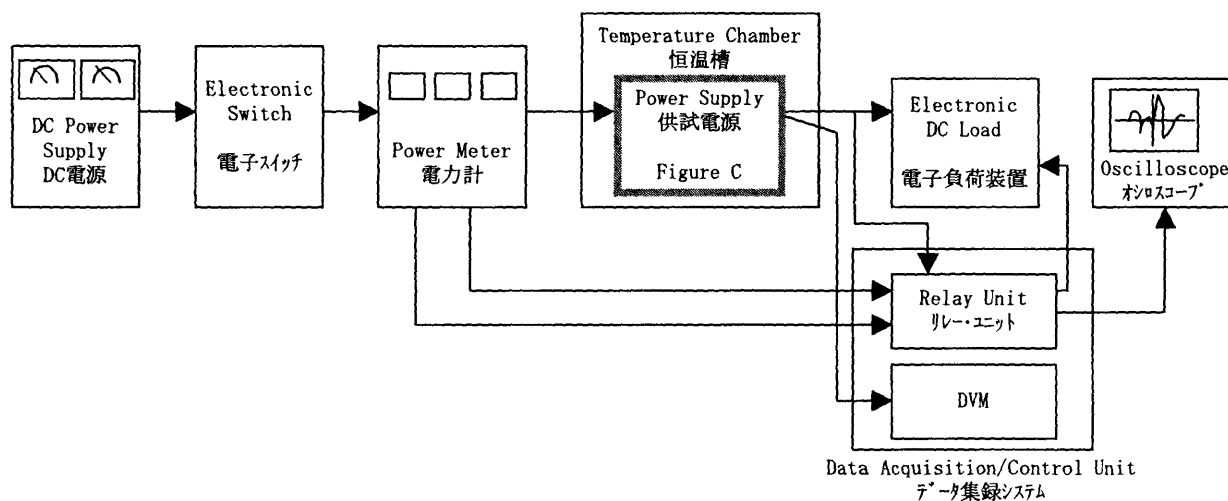 DC Power
Supply
DC電源
Electronic
Switch
電子スイッチ
Power Meter
電力計
Temperature Chamber
恒温槽
Power Supply
供試電源
Figure C
Electronic
DC Load
電子負荷装置
Oscilloscope
オシロスコープ
Relay Unit
リレー・ユニット
DVM
Data Acquisition/Control Unit
データ集録システム